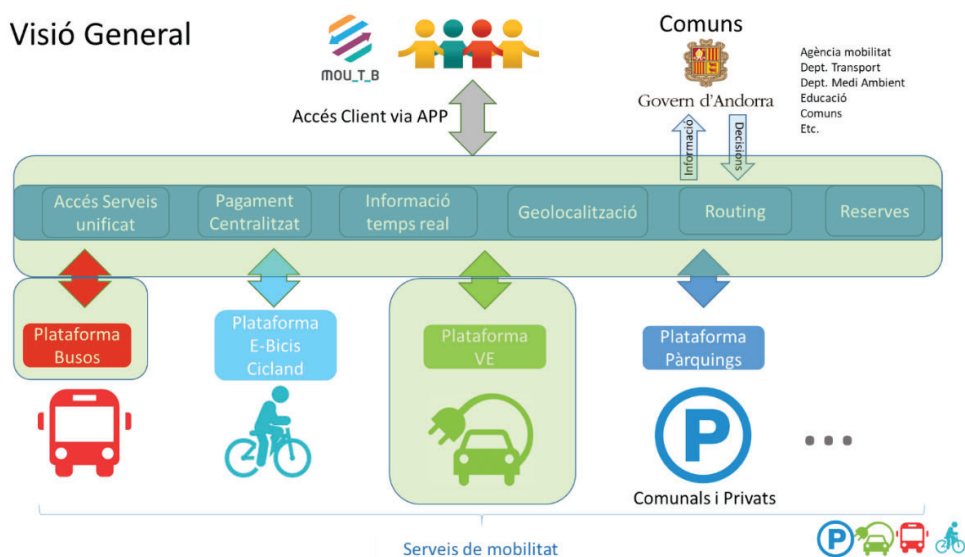 Visió General
MOU_T_B
Accés Client via APP
Comuns
Govern d'Andorra
Agència mobilitat
Dept. Transport
Dept. Medi Ambient
Educació
Comuns
Etc.
Informació
Decisions
Accés Serveis
unificat
Pagament
Centralitzat
Informació
temps real
Geolocalització
Routing
Reserves
Plataforma
Busos
Plataforma
E-Bicis
Cicland
Plataforma
VE
Plataforma
Pàrquings
P
Comunals i Privats
...
Serveis de mobilitat
P